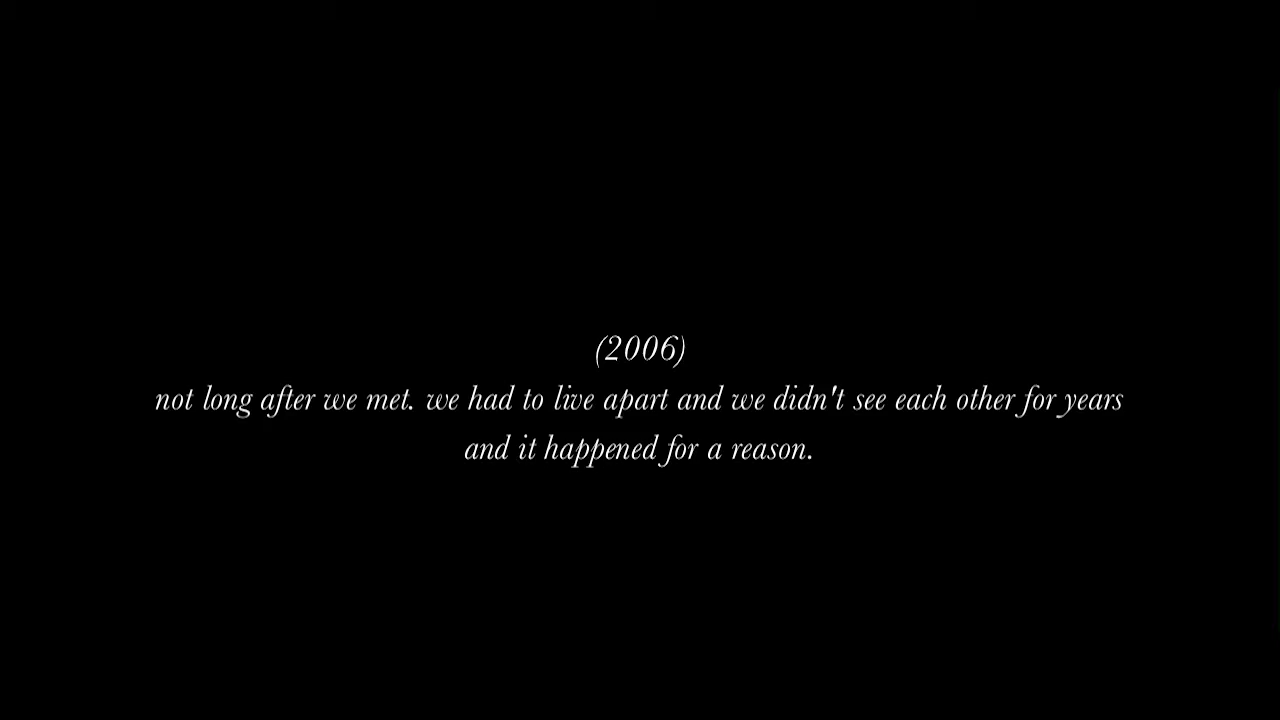 (2006)
not long after we met. we had to live apart and we didn't see each other for years
and it happened for a reason.